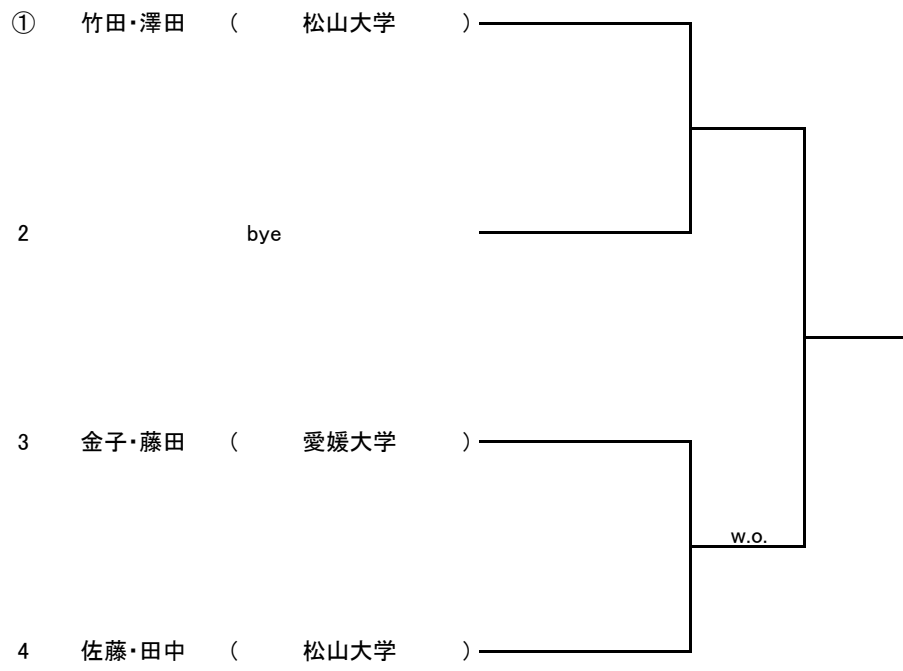 ① 竹田・澤田 ( 松山大学 )
2 bye
3 金子・藤田 ( 愛媛大学 )
w.o.
4 佐藤・田中 ( 松山大学 )